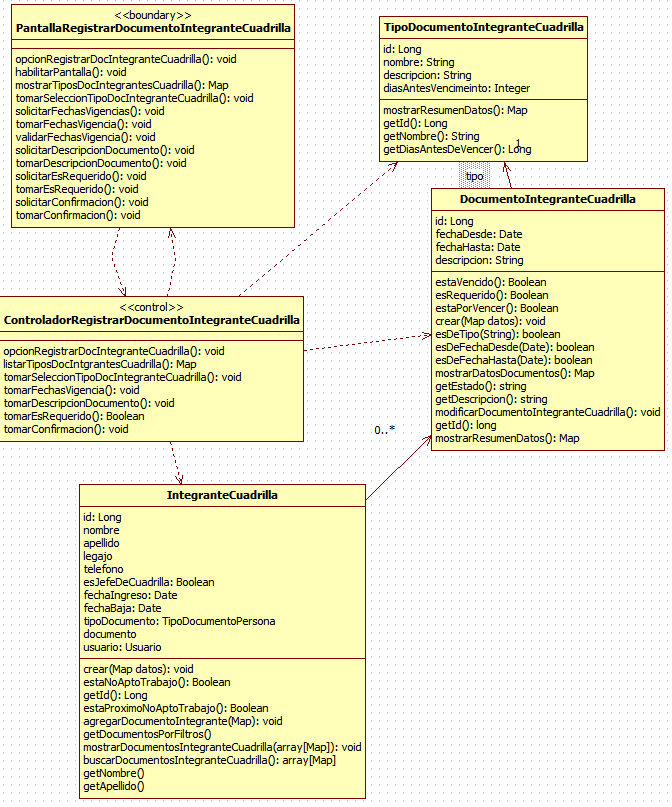 <<boundary>>
PantallaRegistrarDocumentoIntegranteCuadrilla
opcionRegistrarDocIntegranteCuadrilla(): void
habilitarPantalla(): void
mostrarTiposDocIntegrantesCuadrilla(): Map
tomarSeleccionTipoDocIntegranteCuadrilla(): void
solicitarFechasVigencias(): void
tomarFechasVigencia(): void
validarFechasVigencia(): void
solicitarDescripcionDocumento(): void
tomarDescripcionDocumento(): void
solicitarEsRequerido(): void
tomarEsRequerido(): void
solicitarConfirmacion(): void
tomarConfirmacion(): void
TipoDocumentoIntegranteCuadrilla
id: Long
nombre: String
descripcion: String
diasAntesVencimeinto: Integer
mostrarResumenDatos(): Map
getId(): Long
getNombre(): String
getDiasAntesDeVencer(): Long
tipo
DocumentoIntegranteCuadrilla
id: Long
fechaDesde: Date
fechaHasta: Date
descripcion: String
estaVencido(): Boolean
esRequerido(): Boolean
estaPorVencer(): Boolean
crear(Map datos): void
esDeTipo(String): boolean
esDeFechaDesde(Date): boolean
esDeFechaHasta(Date): boolean
mostrarDatosDocumentos(): Map
getEstado(): string
getDescripcion(): string
modificarDocumentoIntegranteCuadrilla(): void
getId(): long
mostrarResumenDatos(): Map
<<control>>
ControladorRegistrarDocumentoIntegranteCuadrilla
opcionRegistrarDocIntegranteCuadrilla(): void
listarTiposDocIntgrantesCuadrilla(): Map
tomarSeleccionTipoDocIntegranteCuadrilla(): void
tomarFechasVigencia(): void
tomarDescripcionDocumento(): void
tomarEsRequerido(): Boolean
tomarConfirmacion(): void
0..*
IntegranteCuadrilla
id: Long
nombre
apellido
legajo
telefono
esJefeDeCuadrilla: Boolean
fechaIngreso: Date
fechaBaja: Date
tipoDocumento: TipoDocumentoPersona
documento
usuario: Usuario
crear(Map datos): void
estaNoAptoTrabajo(): Boolean
getId(): Long
estaProximoNoAptoTrabajo(): Boolean
agregarDocumentoIntegrante(Map): void
getDocumentosPorFiltros()
mostrarDocumentosIntegranteCuadrilla(array[Map]): void
buscarDocumentosIntegranteCuadrilla(): array[Map]
getNombre()
getApellido()